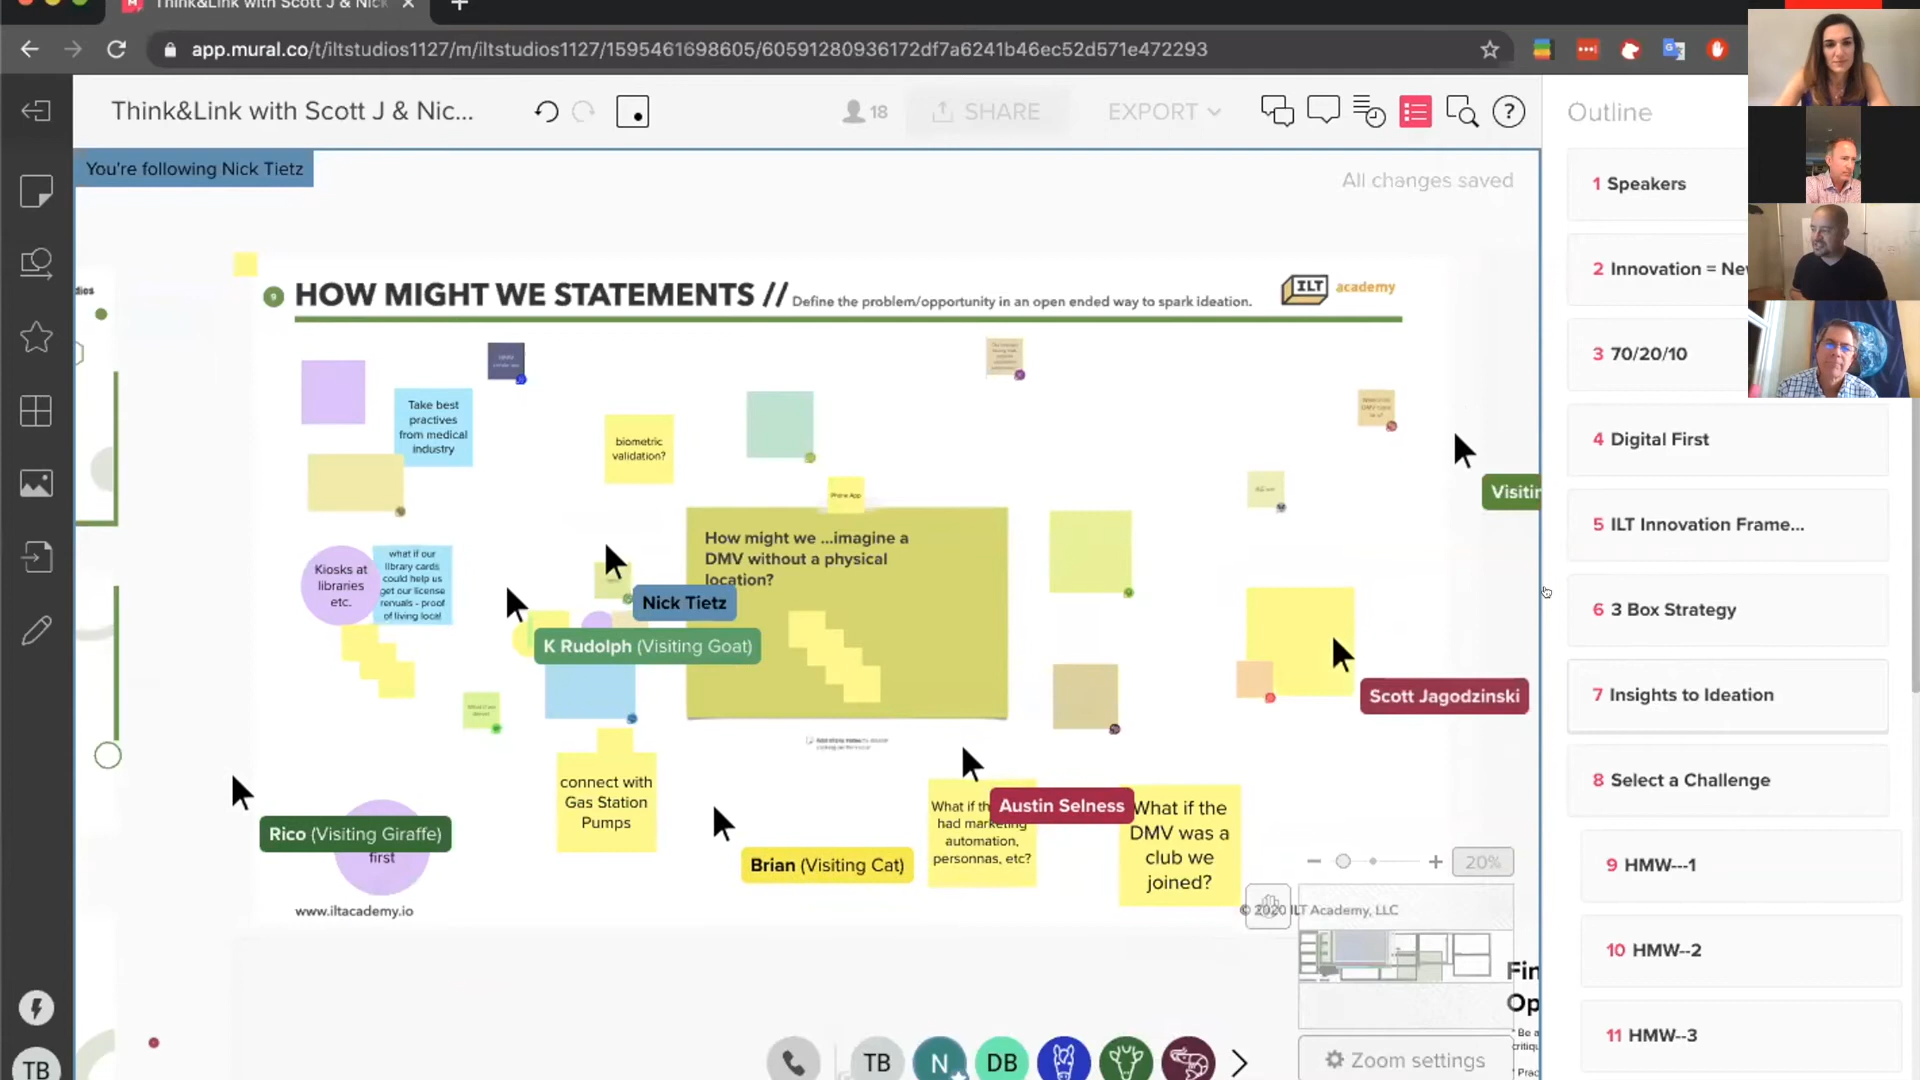 Think&Link with Scott J & Nick
app.mural.co/t/iltstudios1127/m/iltstudios1127/1595461698605/60591280936172df7a6241b46ec52d571e472293
Think&Link with Scott J & Nic...
18
SHARE
EXPORT
?
You're following Nick Tietz
All changes saved
Outline
1 Speakers
2 Innovation = Ne
3 70/20/10
4 Digital First
5 ILT Innovation Frame...
6 3 Box Strategy
7 Insights to Ideation
8 Select a Challenge
9 HMW---1
10 HMW--2
11 HMW--3
9 HOW MIGHT WE STATEMENTS // Define the problem/opportunity in an open ended way to spark ideation.
ILT academy
Take best
practives
from medical
industry
biometric
validation?
Phone App
How might we ...imagine a
DMV without a physical
location?
Kiosks at
libraries
etc.
what if our
library cards
could help us
get our license
renuals - proof
of living local
Nick Tietz
K Rudolph (Visiting Goat)
Visitin
Scott Jagodzinski
connect with
Gas Station
Pumps
Rico (Visiting Giraffe)
first
Brian (Visiting Cat)
Austin Selness
What if th
had marketing
automation,
personnas, etc?
What if the
DMV was a
club we
joined?
www.iltacademy.io
© 2020 ILT Academy, LLC
20%
Fin
Op
Zoom settings
TB
TB
N
DB